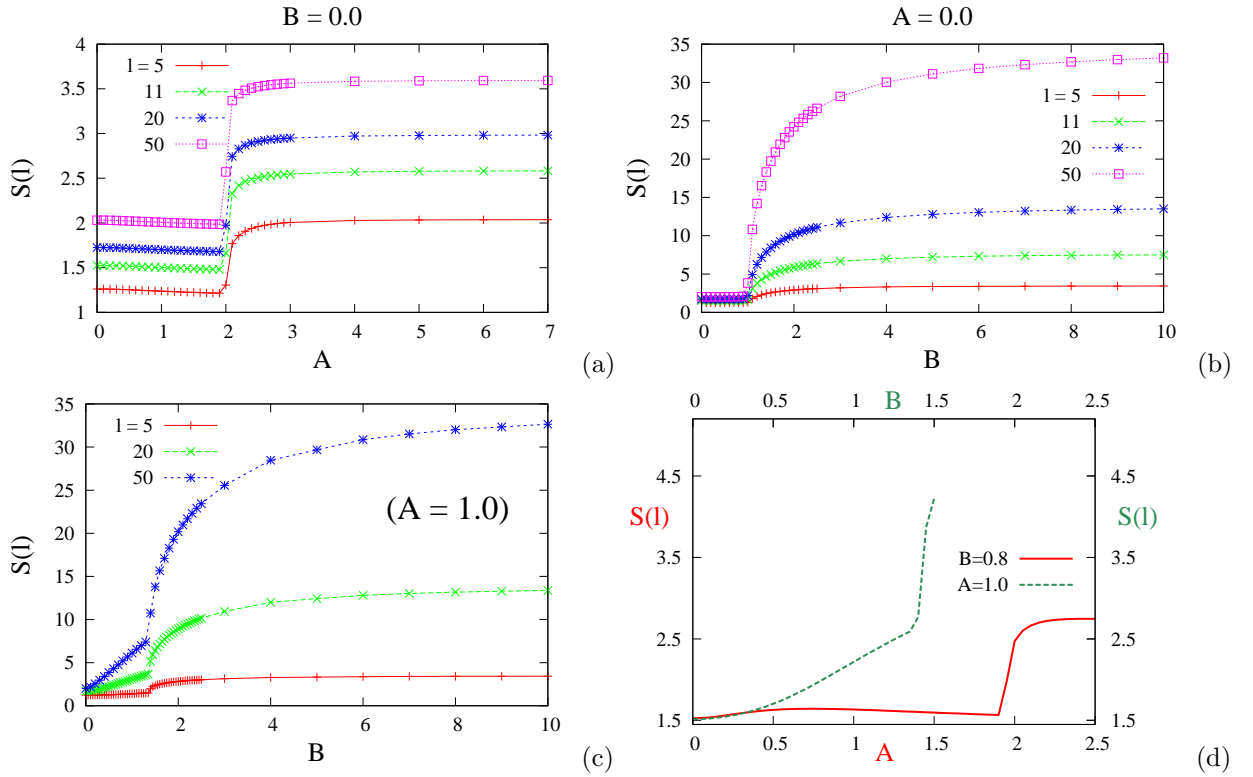 B = 0.0
4
3.5
3
2.5
2
1.5
1
S(l)
l = 5
11
20
50
0 1 2 3 4 5 6 7
A
(a)
A = 0.0
35
30
25
20
15
10
5
0
S(l)
l = 5
11
20
50
0 2 4 6 8 10
B
(b)
35
30
25
20
15
10
5
0
S(l)
l = 5
20
50
(A = 1.0)
0 2 4 6 8 10
B
(c)
B
0 0.5 1 1.5 2 2.5
4.5
3.5
2.5
1.5
S(l)
B=0.8
A=1.0
4.5
3.5
2.5
1.5
S(l)
0 0.5 1 1.5 2 2.5
A
(d)